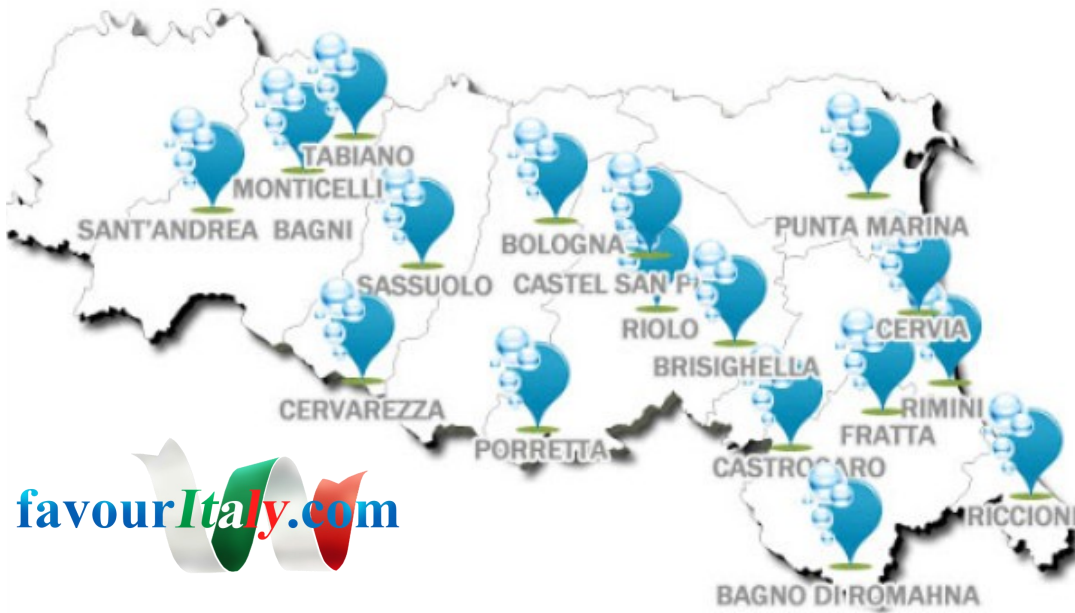 TABIANO
MONTICELLI
SANT'ANDREA BAGNI
BOLOGNA
PUNTA MARINA
SASSUOLO
CASTEL SAN P
RIOLO
CERVIA
BRISIGHELLA
CERVAREZZA
RIMINI
FRATTA
PORRETTA
CASTROCARO
favourItaly.com
RICCIONE
BAGNO DI ROMAHNA